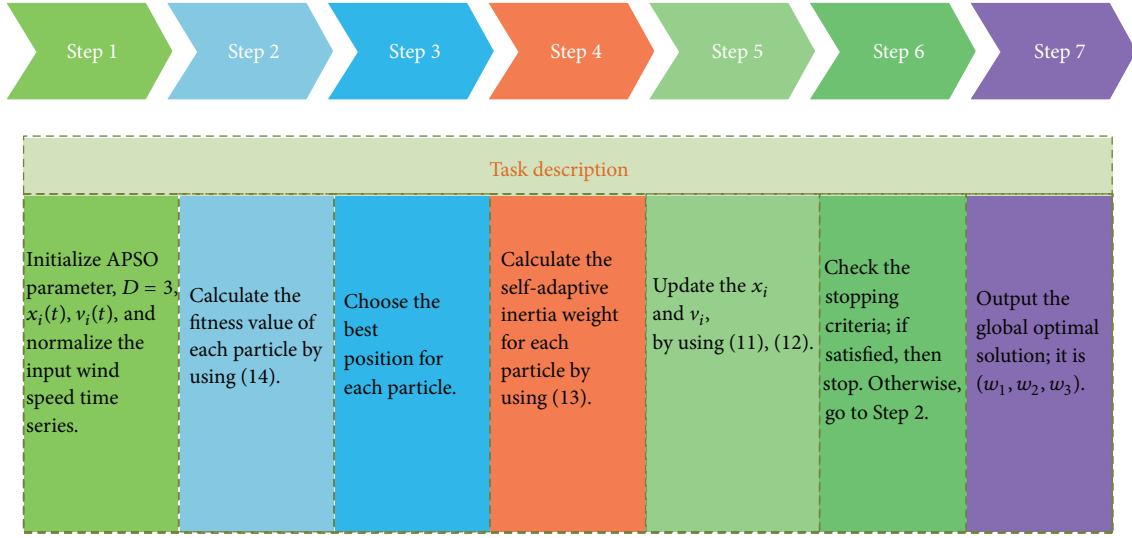 Step 1
Step 2
Step 3
Step 4
Step 5
Step 6
Step 7
Task description
Initialize APSO
parameter, D = 3,
x_i(t), v_i(t), and
normalize the
input wind
speed time
series.
Calculate the
fitness value of
each particle by
using (14).
Choose the
best
position for
each particle.
Calculate the
self-adaptive
inertia weight
for each
particle by
using (13).
Update the x_i
and v_i,
by using (11), (12).
Check the
stopping
criteria; if
satisfied, then
stop. Otherwise,
go to Step 2.
Output the
global optimal
solution; it is
(w_1, w_2, w_3).